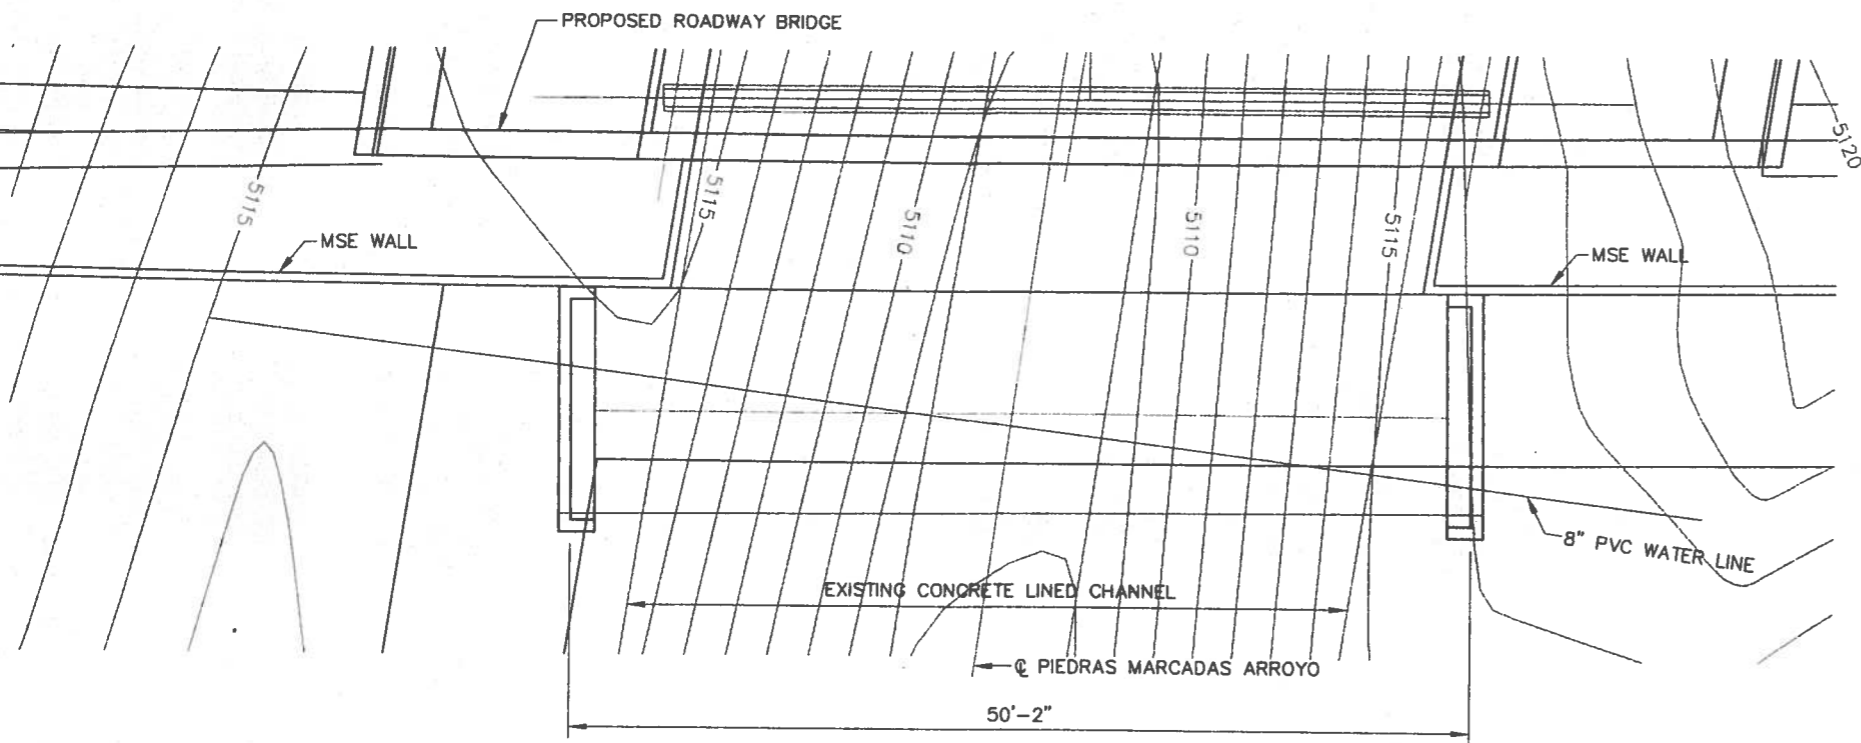 PROPOSED ROADWAY BRIDGE
5120
5115
5115
5110
5110
5115
MSE WALL
MSE WALL
8" PVC WATER LINE
EXISTING CONCRETE LINED CHANNEL
℄ PIEDRAS MARCADAS ARROYO
50'-2"